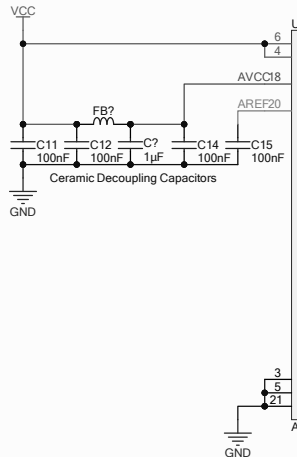 VCC
U
6
4
AVCC18
FB?
AREF20
C11 C12 C? C14 C15
100nF 100nF 1µF 100nF 100nF
Ceramic Decoupling Capacitors
GND
3
5
21
A
GND